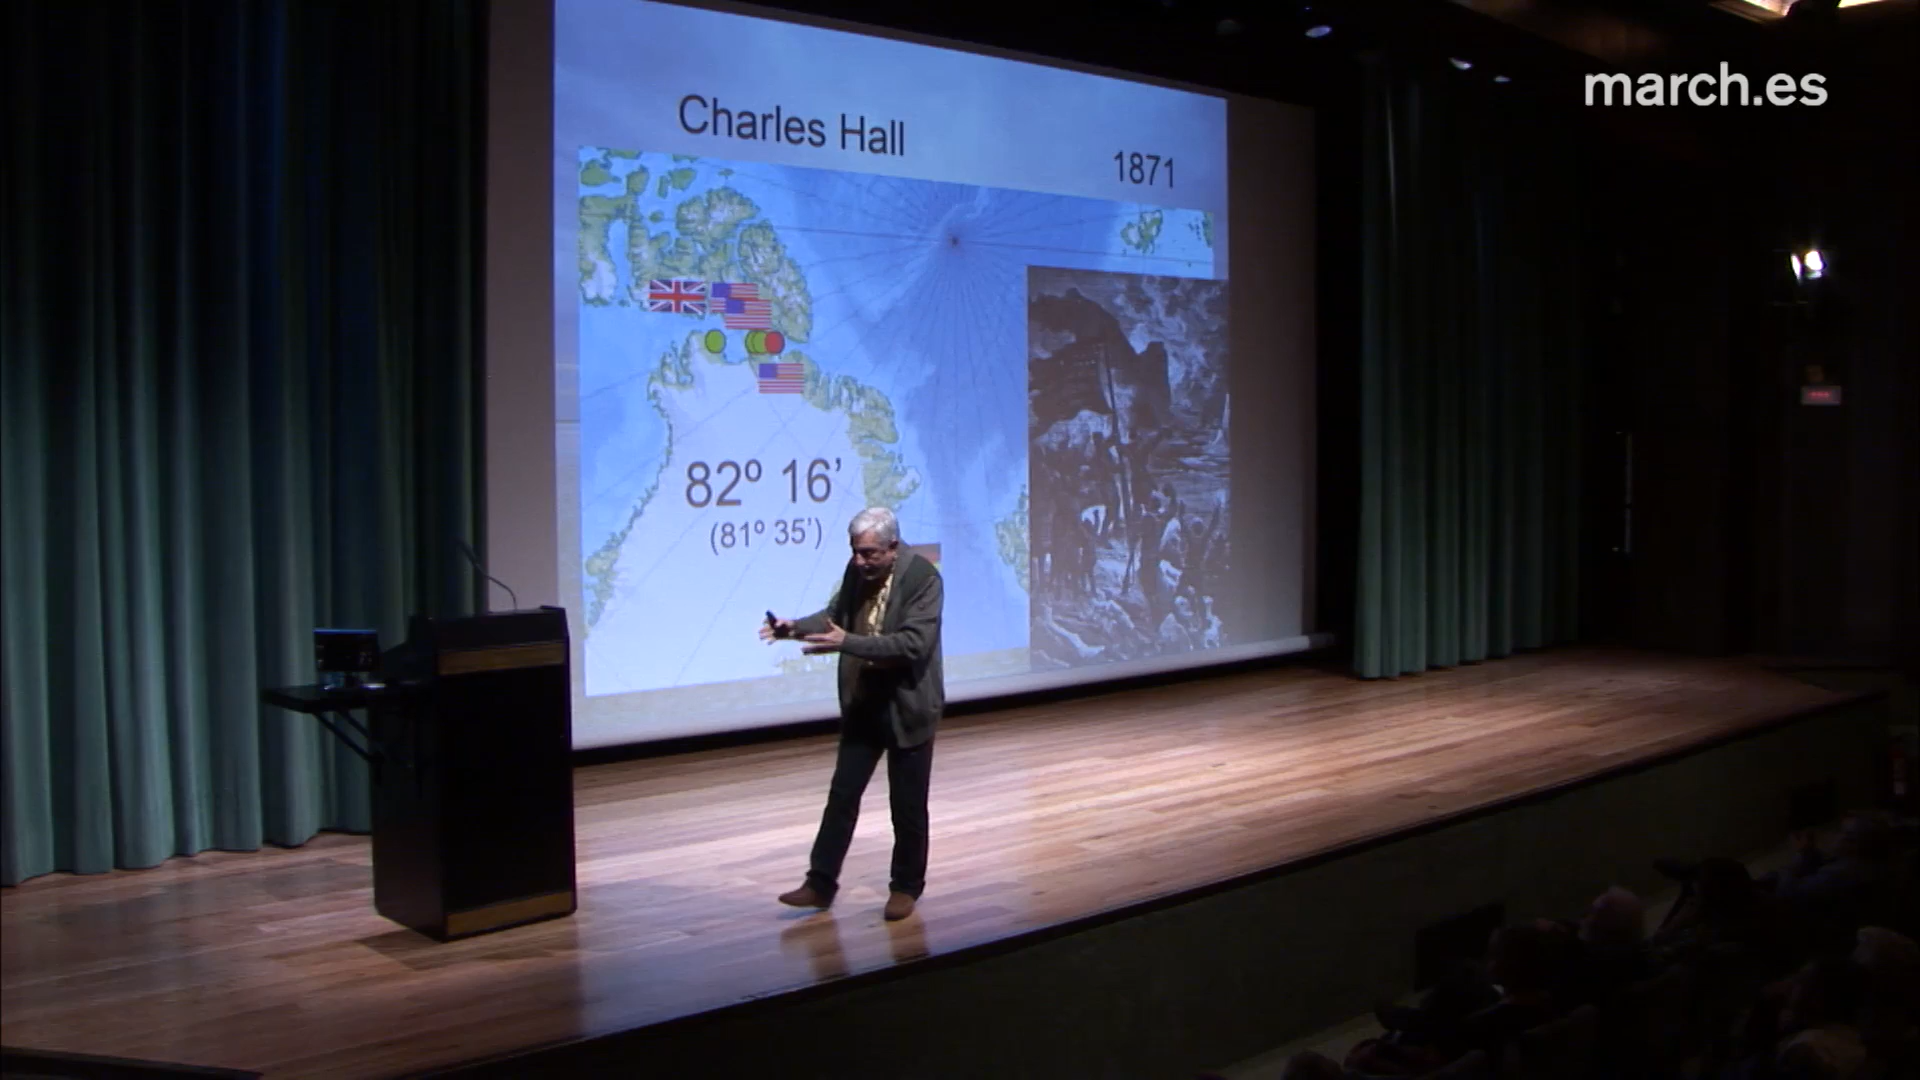 march.es
Charles Hall
1871
82º 16’
(81º 35’)